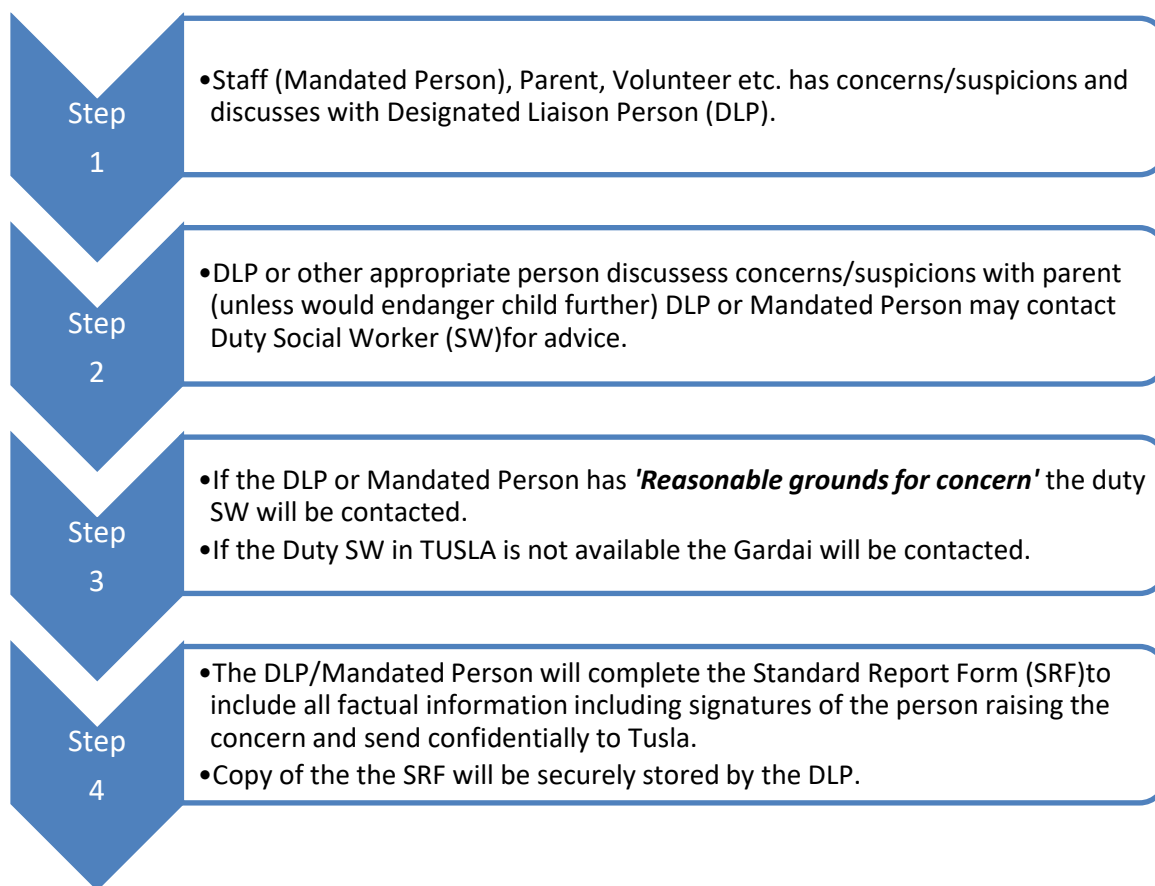 Step
1
•Staff (Mandated Person), Parent, Volunteer etc. has concerns/suspicions and
discusses with Designated Liaison Person (DLP).
Step
2
•DLP or other appropriate person discussess concerns/suspicions with parent
(unless would endanger child further) DLP or Mandated Person may contact
Duty Social Worker (SW)for advice.
Step
3
•If the DLP or Mandated Person has 'Reasonable grounds for concern' the duty
SW will be contacted.
•If the Duty SW in TUSLA is not available the Gardai will be contacted.
Step
4
•The DLP/Mandated Person will complete the Standard Report Form (SRF)to
include all factual information including signatures of the person raising the
concern and send confidentially to Tusla.
•Copy of the the SRF will be securely stored by the DLP.